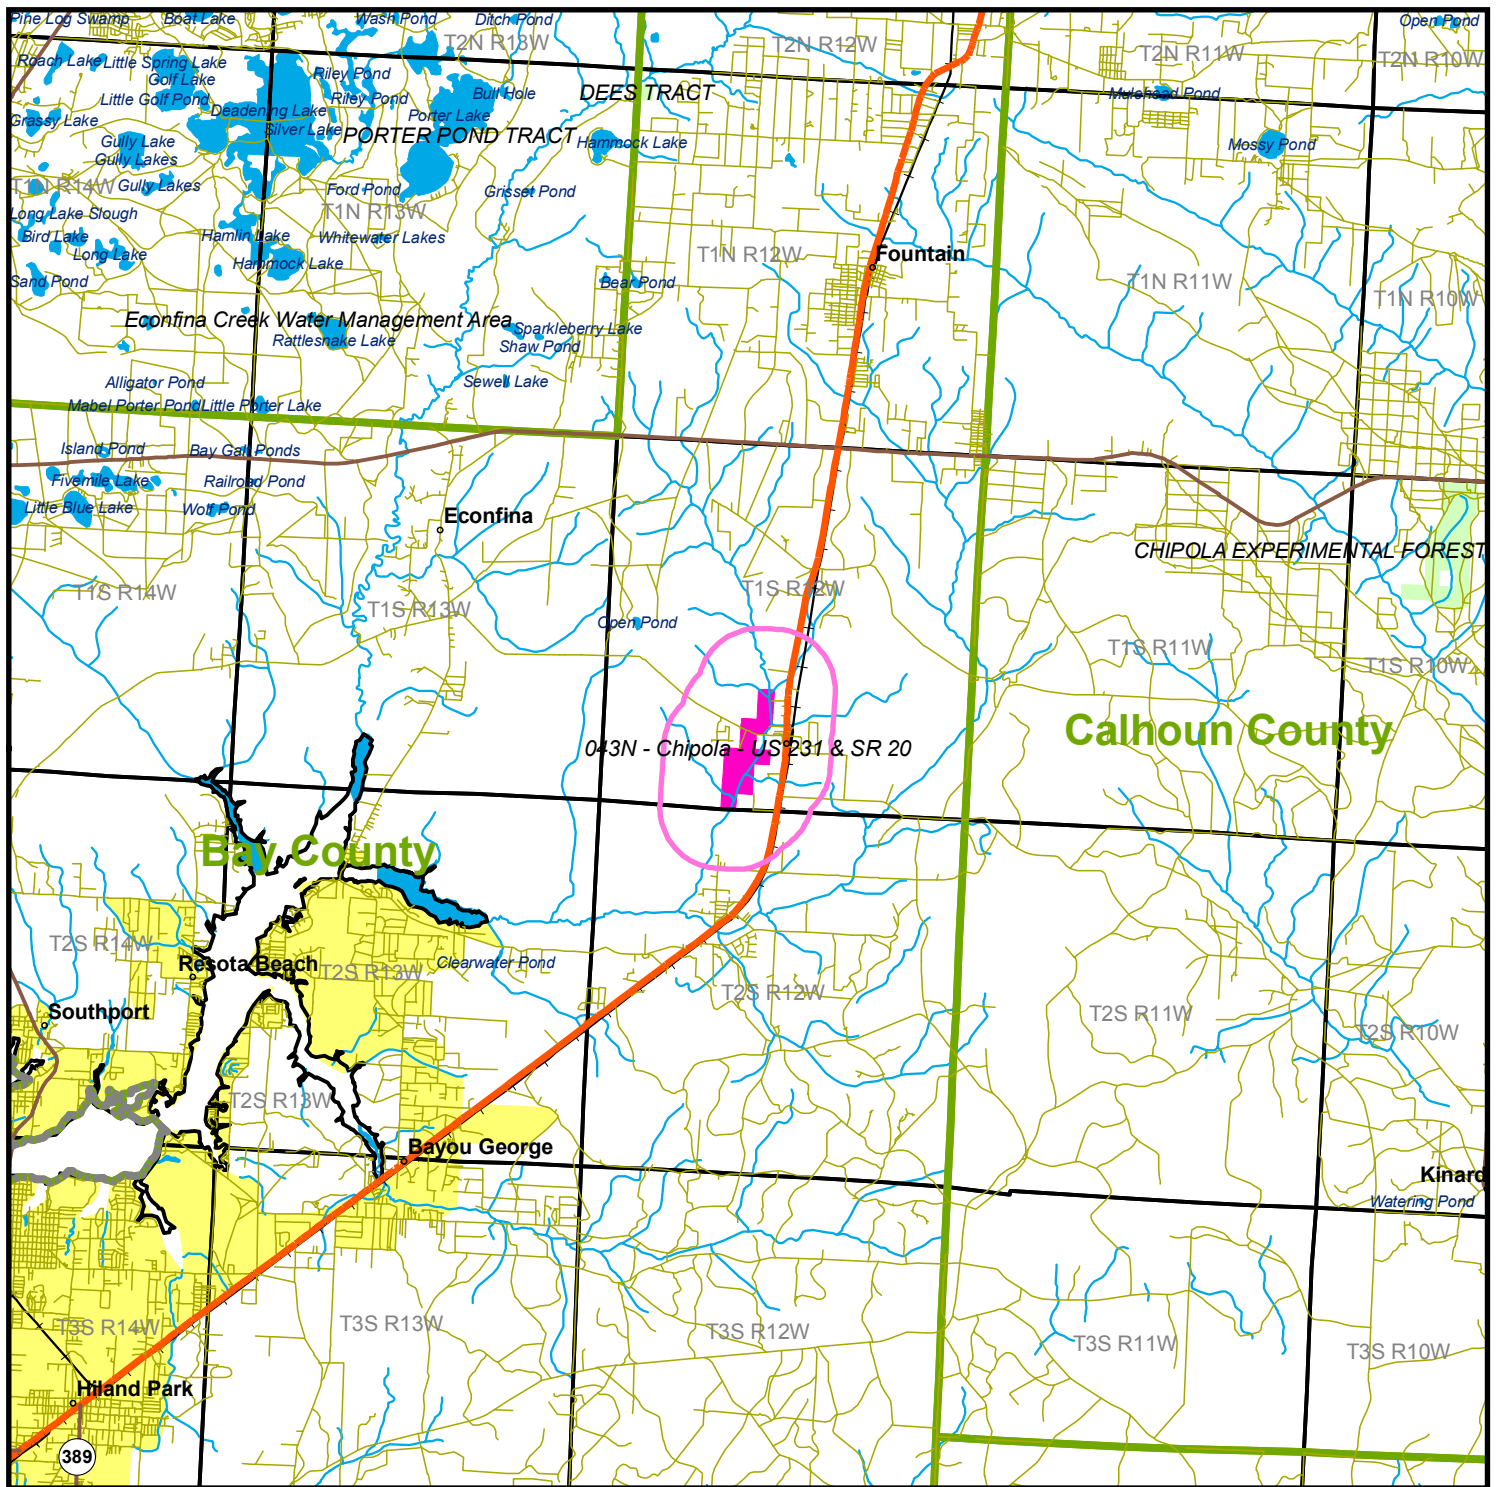 Pine Log Swamp
Boat Lake
Wash Pond
Ditch Pond
Open Pond
T2N R13W
T2N R12W
T2N R11W
T2N R10W
Roach Lake
Little Spring Lake
Golf Lake
Riley Pond
Little Golf Pond
Riley Pond
Bull Hole
DEES TRACT
Mulehead Pond
Grassy Lake
Deadening Lake
Porter Lake
Silver Lake
PORTER POND TRACT
Hammock Lake
Mossy Pond
Gully Lake
Gully Lakes
T1N R14W
Gully Lakes
Ford Pond
Grisset Pond
Long Lake Slough
T1N R13W
Bird Lake
Hamlin Lake
Whitewater Lakes
Long Lake
Hammock Lake
T1N R12W
Fountain
Sand Pond
Bear Pond
T1N R11W
T1N R10W
Econfina Creek Water Management Area
Sparkleberry Lake
Rattlesnake Lake
Shaw Pond
Alligator Pond
Sewell Lake
Mabel Porter Pond
Little Porter Lake
Island Pond
Bay Gall Ponds
Fivemile Lake
Railroad Pond
Little Blue Lake
Wolf Pond
Econfina
CHIPOLA EXPERIMENTAL FOREST
T1S R14W
T1S R13W
T1S R12W
Open Pond
T1S R11W
T1S R10W
Calhoun County
043N - Chipola - US 231 & SR 20
Bay County
T2S R14W
Resota Beach
T2S R13W
Clearwater Pond
T2S R12W
Southport
T2S R11W
T2S R10W
T2S R13W
Bayou George
Kinard
Watering Pond
T3S R14W
T3S R13W
T3S R12W
T3S R11W
T3S R10W
Hiland Park
389